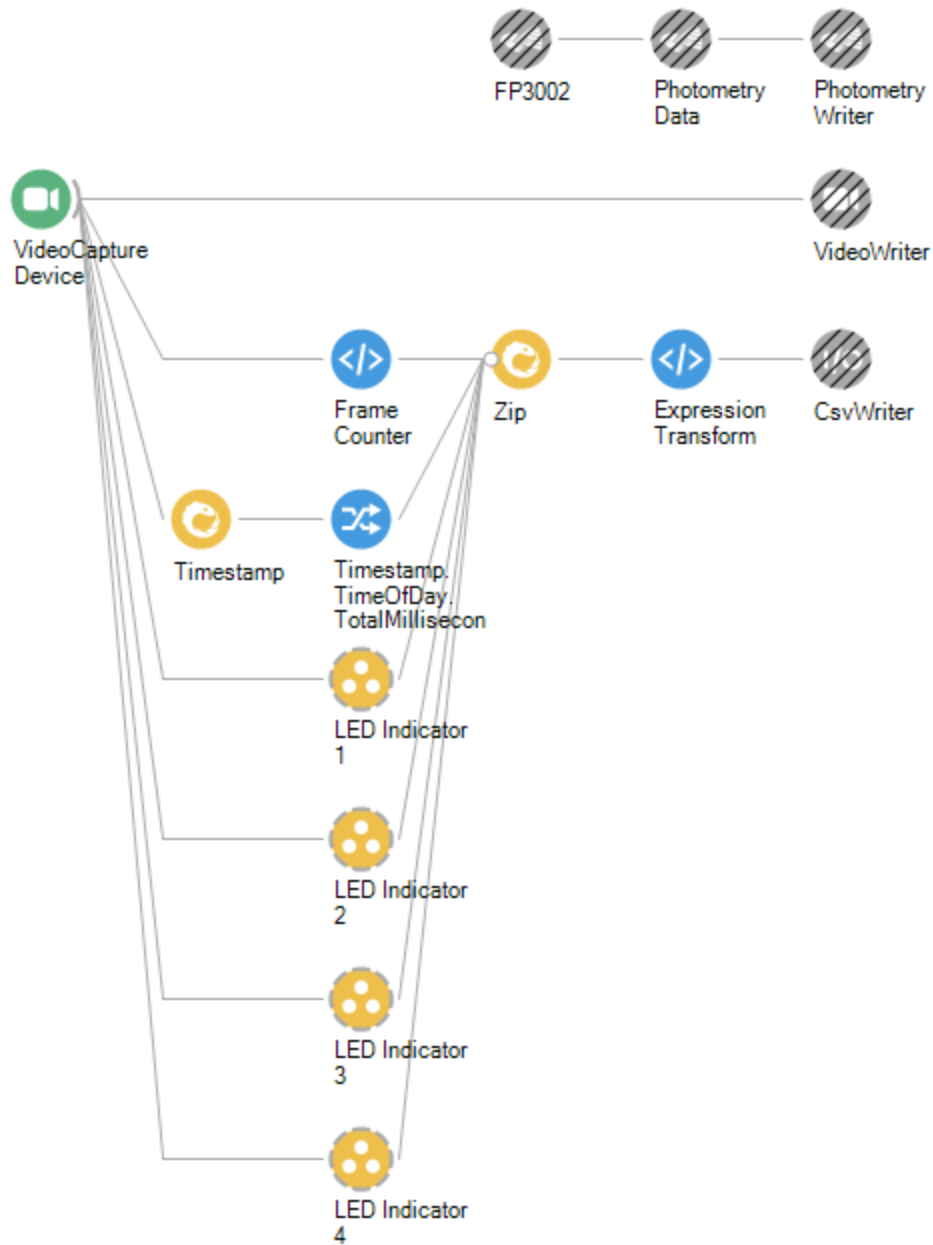 FP3002
Photometry
Data
Photometry
Writer
VideoCapture
Device
VideoWriter
</>
Frame
Counter
Zip
</>
Expression
Transform
I/O
CsvWriter
Timestamp
Timestamp.
TimeOfDay.
TotalMillisecon
LED Indicator
1
LED Indicator
2
LED Indicator
3
LED Indicator
4